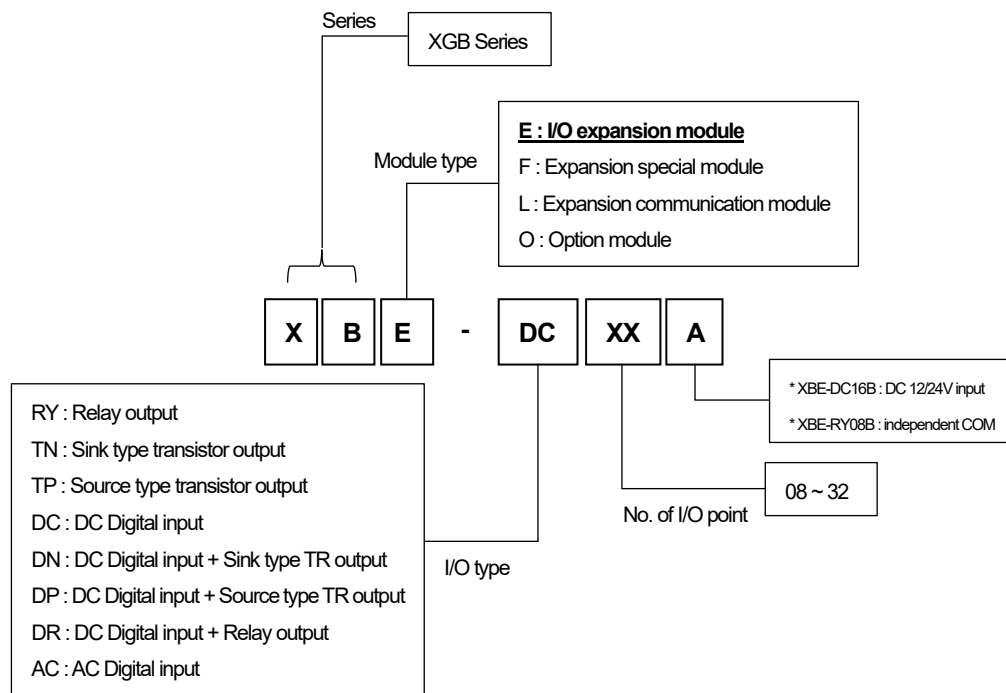 Series
XGB Series
E : I/O expansion module
F : Expansion special module
L : Expansion communication module
O : Option module
Module type
X B E - DC XX A
* XBE-DC16B : DC 12/24V input
* XBE-RY08B : independent COM
RY : Relay output
TN : Sink type transistor output
TP : Source type transistor output
DC : DC Digital input
DN : DC Digital input + Sink type TR output
DP : DC Digital input + Source type TR output
DR : DC Digital input + Relay output
AC : AC Digital input
I/O type
08 ~ 32
No. of I/O point